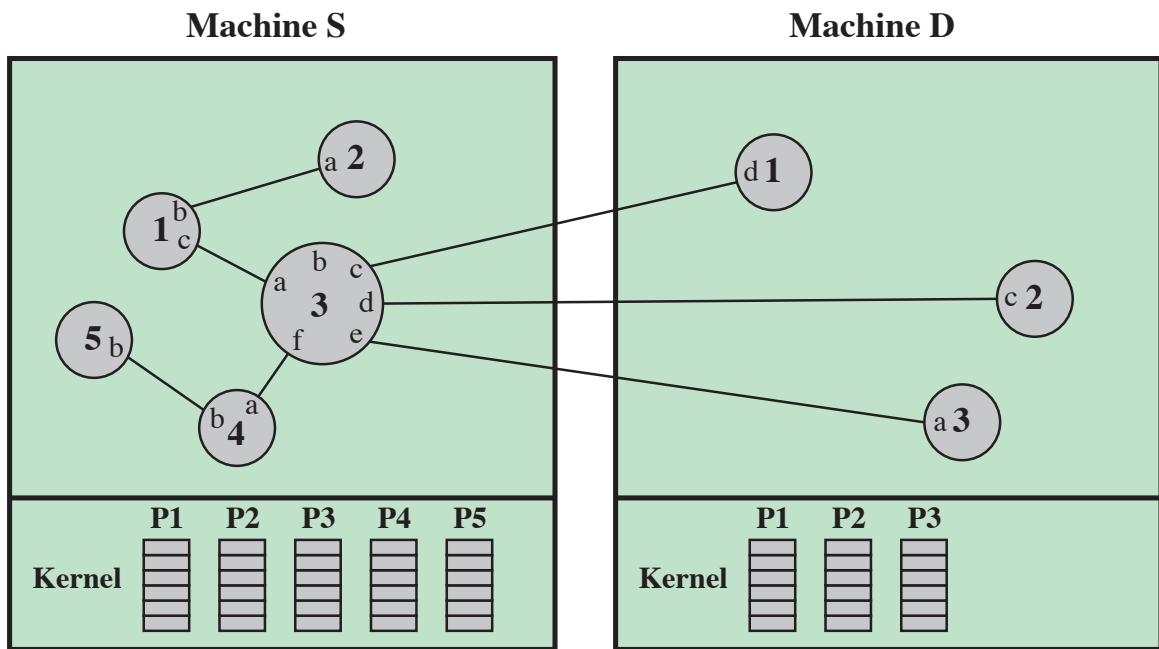 Machine S
Machine D
a 2
d 1
1 b
c
a b c
3 d
f e
c 2
5 b
b a
4
a 3
P1 P2 P3 P4 P5
Kernel
P1 P2 P3
Kernel